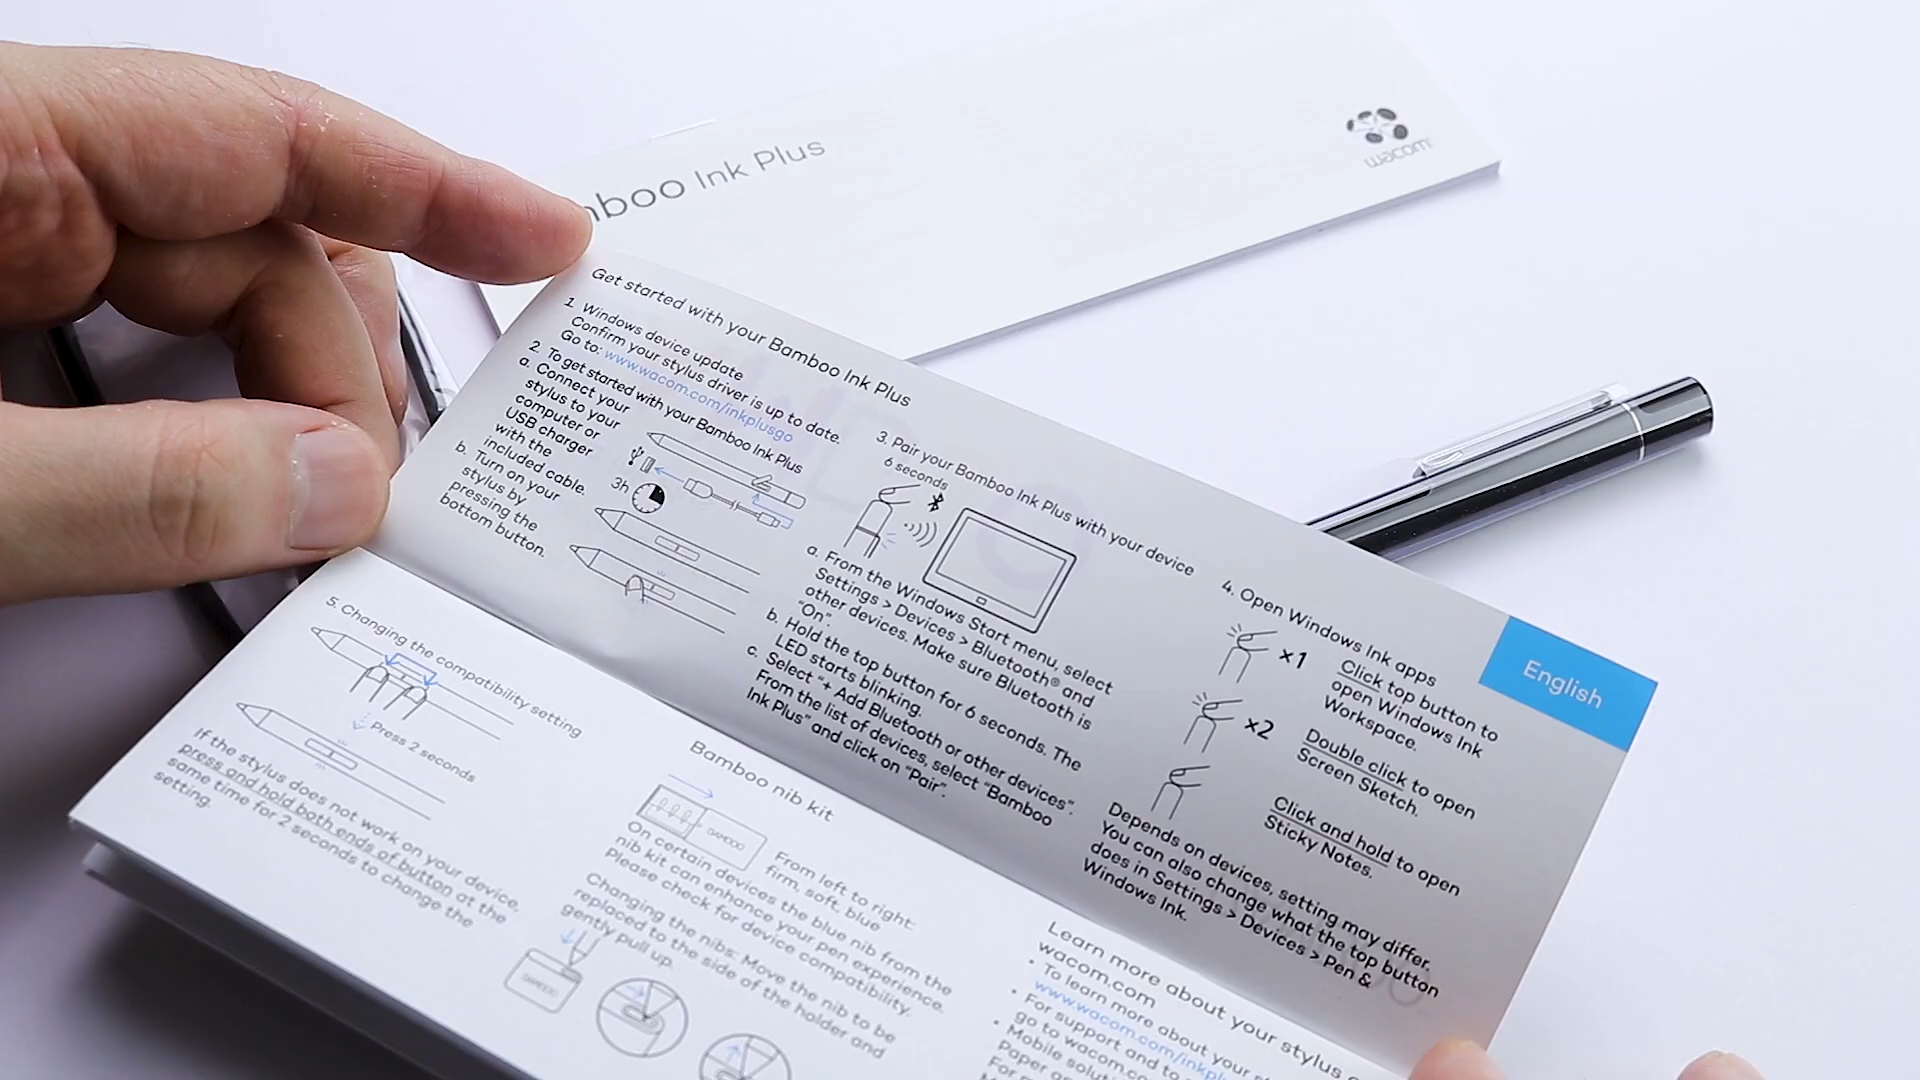 boo Ink Plus
wacom
Get started with your Bamboo Ink Plus
1. Windows device update
Confirm your stylus driver is up to date.
Go to: www.wacom.com/inkplusgo
2. To get started with your Bamboo Ink Plus
a. Connect your
stylus to your
computer or
USB charger
with the
included cable.
b. Turn on your
stylus by
pressing the
bottom button.
3h
3. Pair your Bamboo Ink Plus with your device
6 seconds
a. From the Windows Start menu, select
Settings > Devices > Bluetooth® and
other devices. Make sure Bluetooth is
"On".
b. Hold the top button for 6 seconds. The
LED starts blinking.
c. Select "+ Add Bluetooth or other devices".
From the list of devices, select "Bamboo
Ink Plus" and click on "Pair".
4. Open Windows Ink apps
x1
Click top button to
open Windows Ink
Workspace.
x2
Double click to open
Screen Sketch.
Click and hold to open
Sticky Notes.
Depends on devices, setting may differ.
You can also change what the top button
does in Settings > Devices > Pen &
Windows Ink.
English
5. Changing the compatibility setting
Press 2 seconds
If the stylus does not work on your device,
press and hold both ends of button at the
same time for 2 seconds to change the
setting.
Bamboo nib kit
BAMBOO
From left to right:
firm, soft, blue
On certain devices the blue nib from the
nib kit can enhance your pen experience.
Please check for device compatibility.
Changing the nibs: Move the nib to be
replaced to the side of the holder and
gently pull up.
BAMBOO
Learn more about your stylus
wacom.com
• To learn more about your
www.wacom.com/inkpl
• For support and to
go to wacom.co
• Mobile solut
Paper a
For